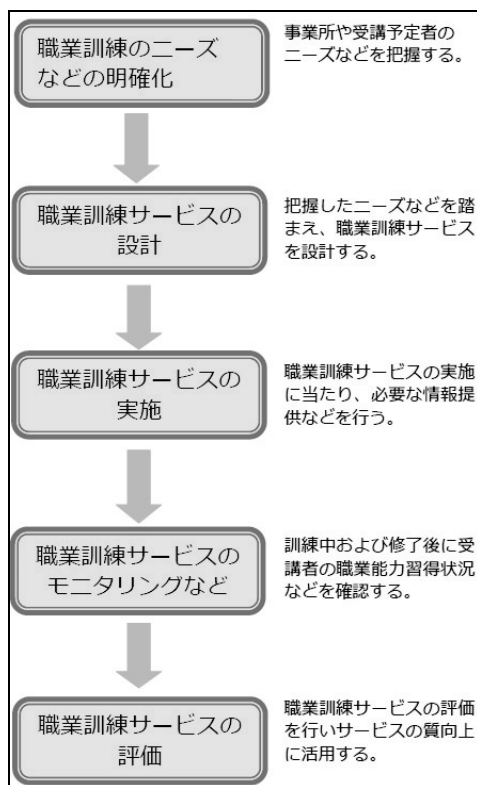 職業訓練のニーズ
などの明確化
事業所や受講予定者の
ニーズなどを把握する。
職業訓練サービスの
設計
把握したニーズなどを踏
まえ、職業訓練サービス
を設計する。
職業訓練サービスの
実施
職業訓練サービスの実施
に当たり、必要な情報提
供などを行う。
職業訓練サービスの
モニタリングなど
訓練中および修了後に受
講者の職業能力習得状況
などを確認する。
職業訓練サービスの
評価
職業訓練サービスの評価
を行いサービスの質向上
に活用する。